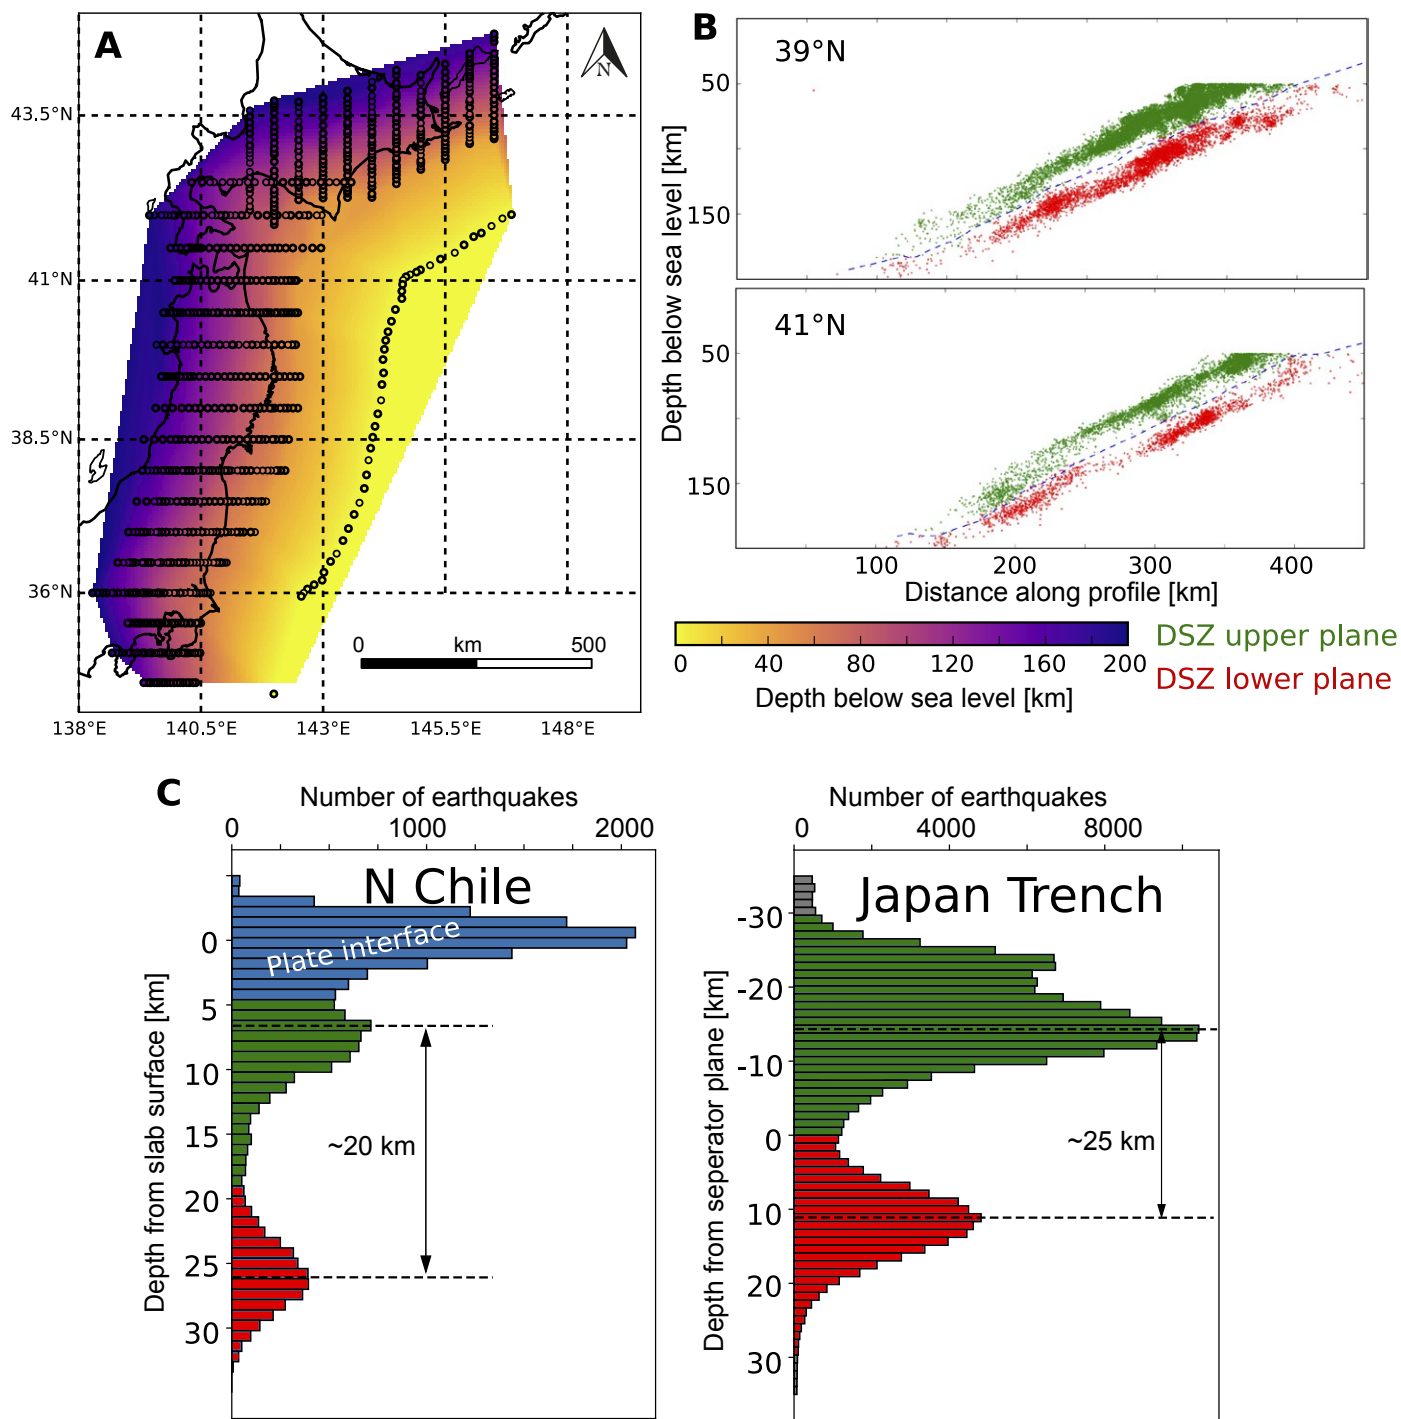 A
N
43.5°N
41°N
38.5°N
36°N
0 km 500
138°E 140.5°E 143°E 145.5°E 148°E
B
39°N
50
150
41°N
50
150
Depth below sea level [km]
100 200 300 400
Distance along profile [km]
0 40 80 120 160 200
Depth below sea level [km]
DSZ upper plane
DSZ lower plane
C
Number of earthquakes
0 1000 2000
N Chile
Plate interface
0
5
10
15
20
25
30
~20 km
Depth from slab surface [km]
Number of earthquakes
0 4000 8000
Japan Trench
-30
-20
-10
0
10
20
30
~25 km
Depth from seperator plane [km]